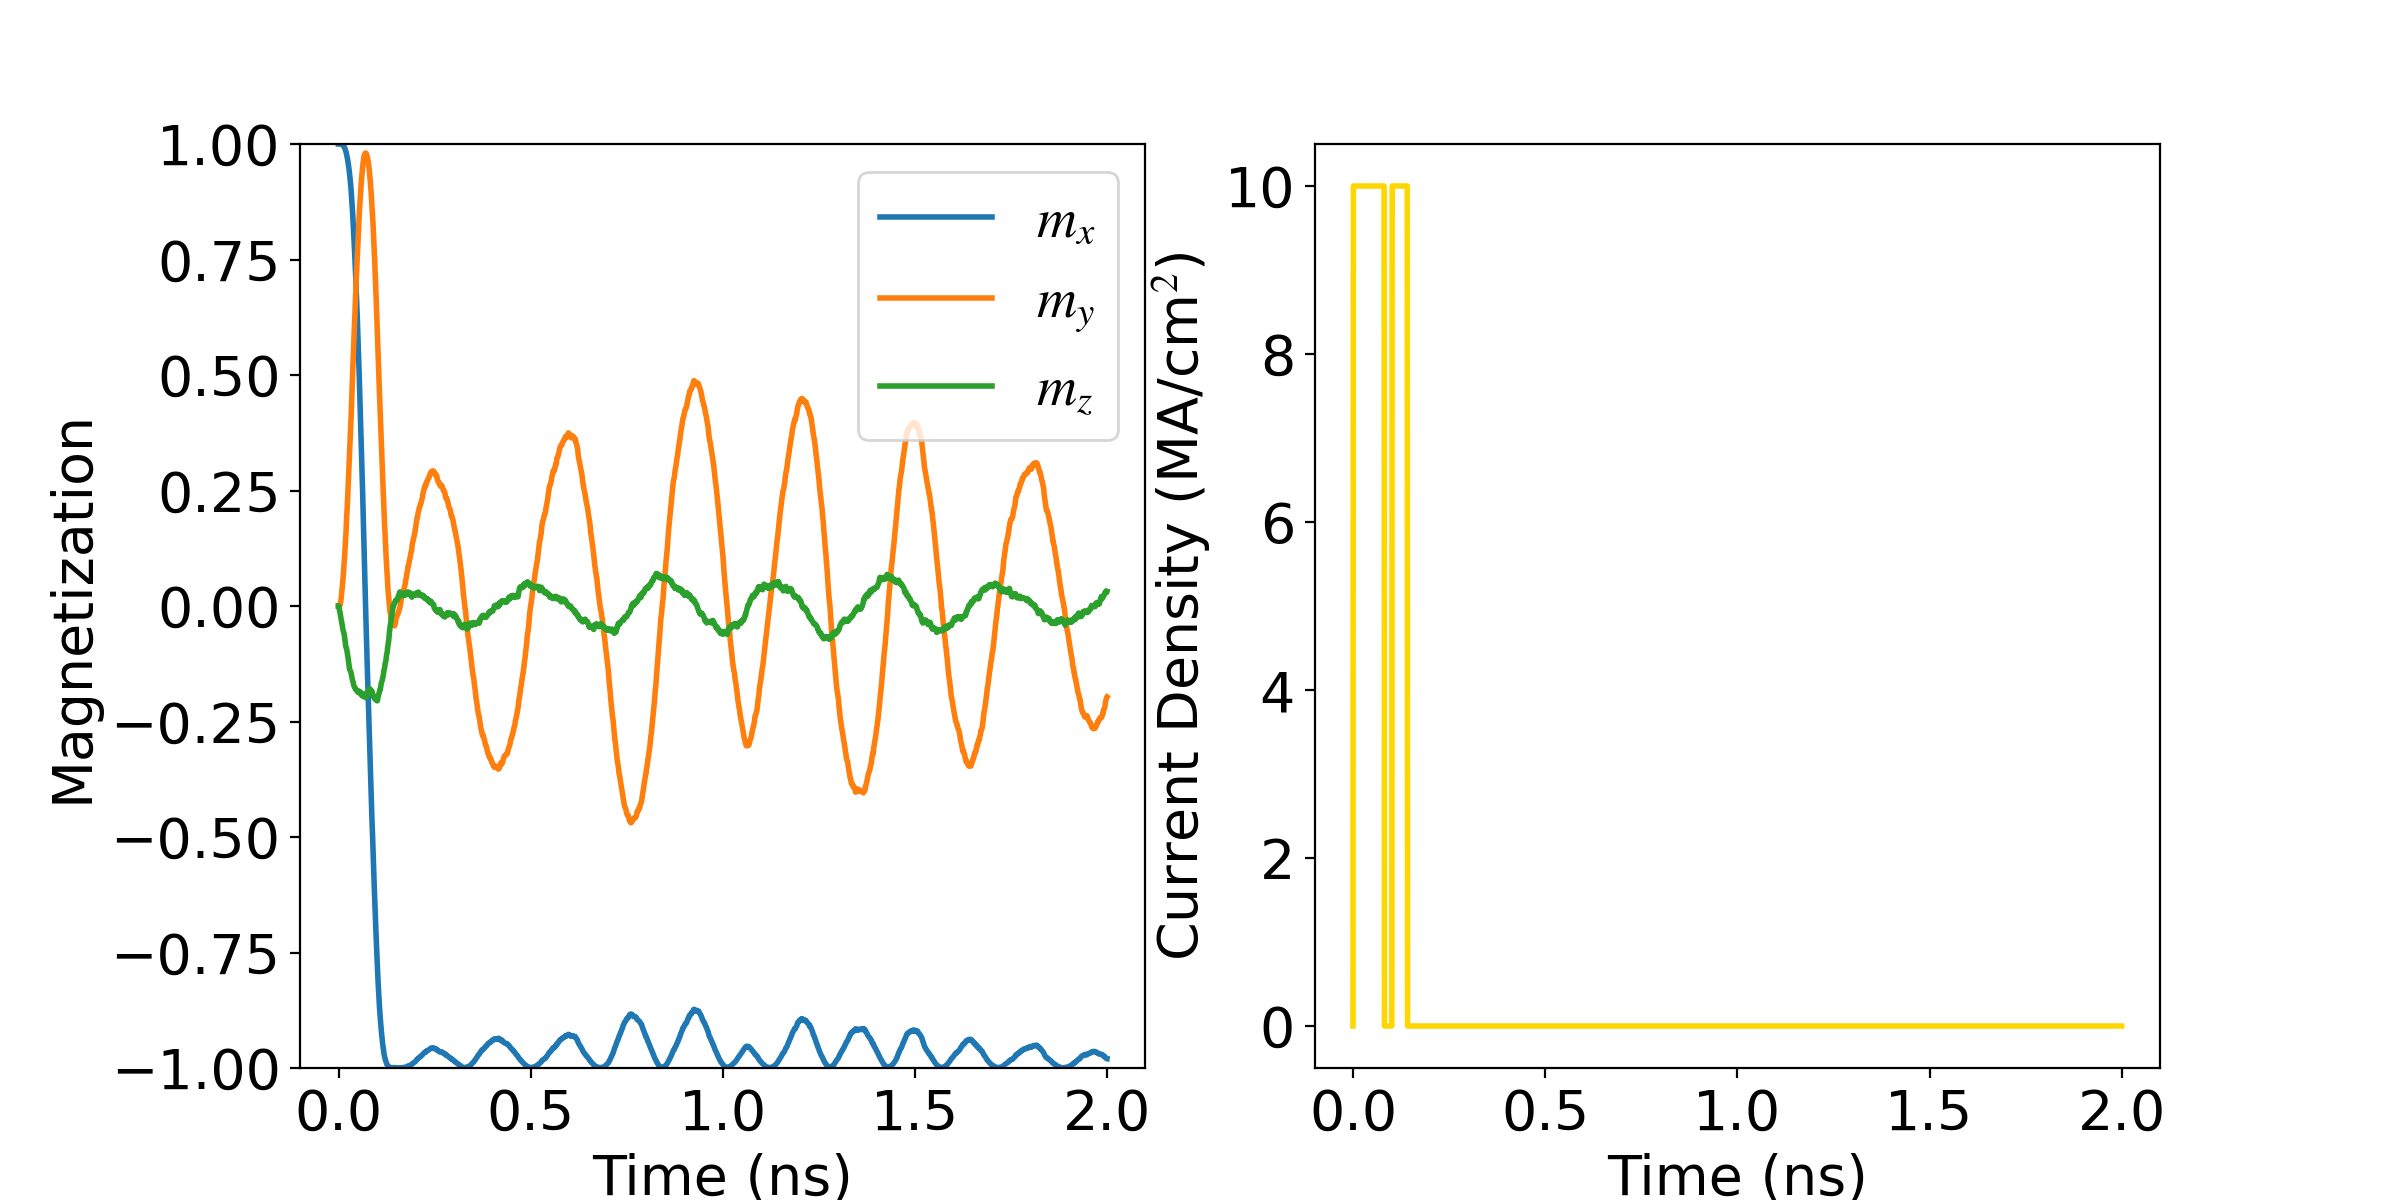 Magnetization
1.00
0.75
0.50
0.25
0.00
−0.25
−0.50
−0.75
−1.00
0.0 0.5 1.0 1.5 2.0
Time (ns)
m_x
m_y
m_z
Current Density (MA/cm²)
10
8
6
4
2
0
0.0 0.5 1.0 1.5 2.0
Time (ns)